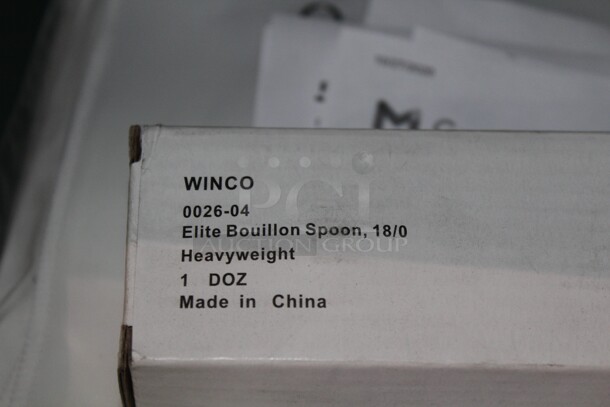 M
PCI
AUCTION GROUP
WINCO
0026-04
Elite Bouillon Spoon, 18/0
Heavyweight
1 DOZ
Made in China